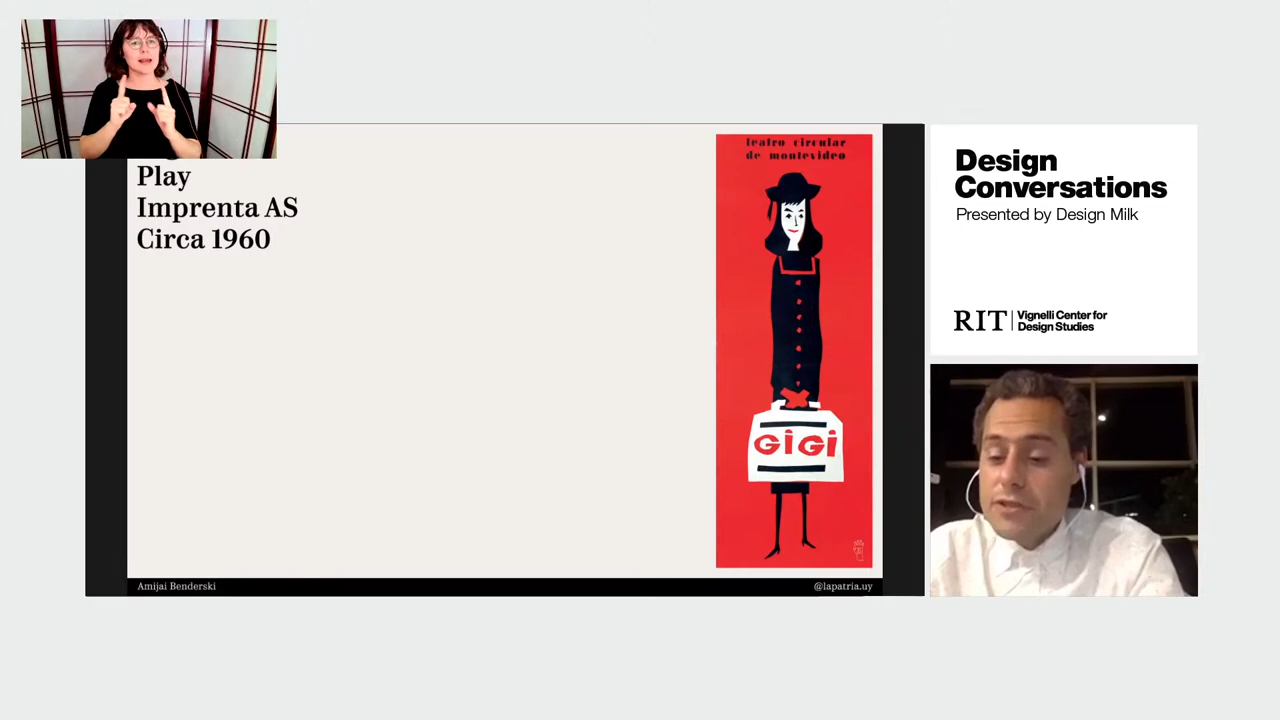 Play
Imprenta AS
Circa 1960
teatro circular
de montevideo
GiGi
Amijai Benderski
@lapatria.uy
Design
Conversations
Presented by Design Milk
RIT
Vignelli Center for
Design Studies